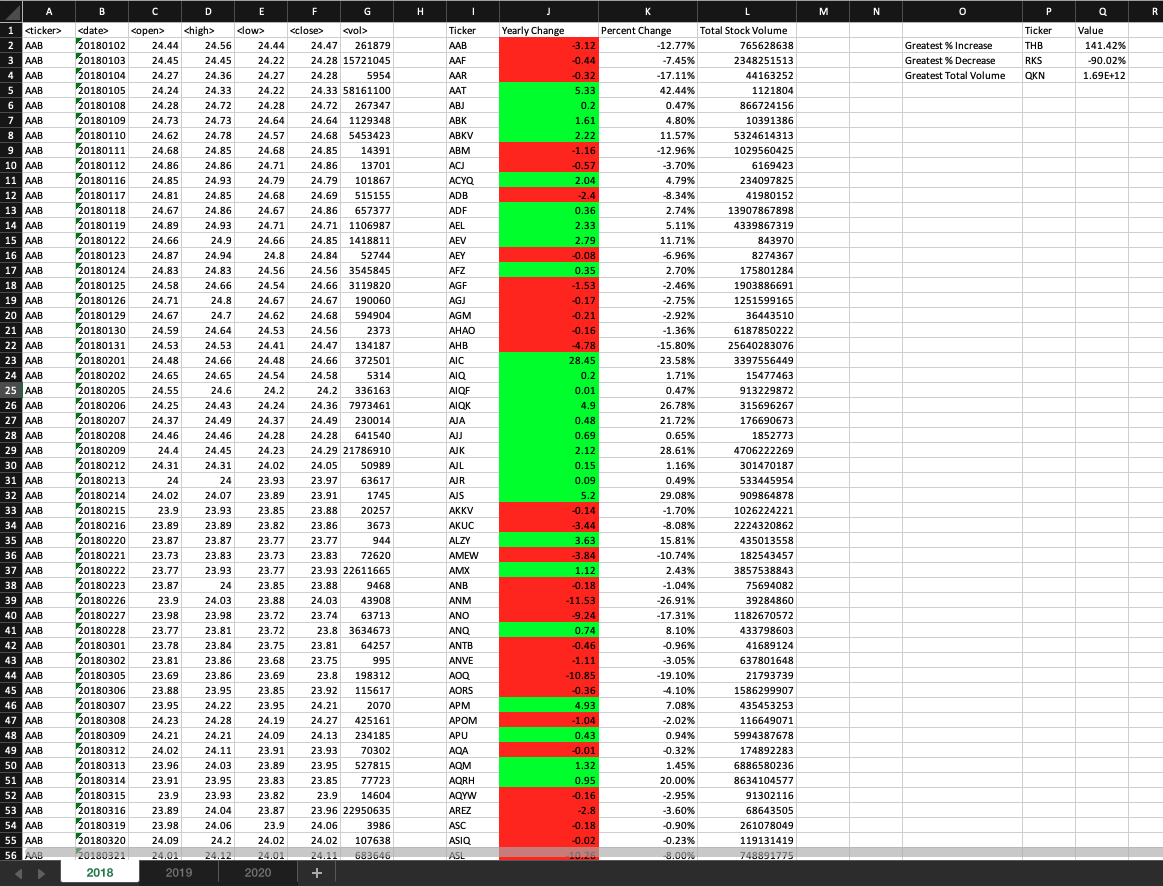 A B C D E F G H I J K L M N O P Q R
1 <ticker> <date> <open> <high> <low> <close> <vol> Ticker Yearly Change Percent Change Total Stock Volume Ticker Value
2 AAB 20180102 24.44 24.56 24.44 24.47 261879 AAB -3.12 -12.77% 765628638 Greatest % Increase THB 141.42%
3 AAB 20180103 24.45 24.45 24.22 24.28 15721045 AAF -0.44 -7.45% 2348251513 Greatest % Decrease RKS -90.02%
4 AAB 20180104 24.27 24.36 24.27 24.28 5954 AAR -0.32 -17.11% 44163252 Greatest Total Volume QKN 1.69E+12
5 AAB 20180105 24.24 24.33 24.22 24.33 58161100 AAT 5.33 42.44% 1121804
6 AAB 20180108 24.28 24.72 24.28 24.72 267347 ABJ 0.2 0.47% 866724156
7 AAB 20180109 24.73 24.73 24.64 24.64 1129348 ABK 1.61 4.80% 10391386
8 AAB 20180110 24.62 24.78 24.57 24.68 5453423 ABKV 2.22 11.57% 5324614313
9 AAB 20180111 24.68 24.85 24.68 24.85 14391 ABM -1.16 -12.96% 1029560425
10 AAB 20180112 24.86 24.86 24.71 24.86 13701 ACJ -0.57 -3.70% 6169423
11 AAB 20180116 24.85 24.93 24.79 24.79 101867 ACYQ 2.04 4.79% 234097825
12 AAB 20180117 24.81 24.85 24.68 24.69 515155 ADB -2.4 -8.34% 41980152
13 AAB 20180118 24.67 24.86 24.67 24.86 657377 ADF 0.36 2.74% 13907867898
14 AAB 20180119 24.89 24.93 24.71 24.71 1106987 AEL 2.33 5.11% 4339867319
15 AAB 20180122 24.66 24.9 24.66 24.85 1418811 AEV 2.79 11.71% 843970
16 AAB 20180123 24.87 24.94 24.8 24.84 52744 AEY -0.08 -6.96% 8274367
17 AAB 20180124 24.83 24.83 24.56 24.56 3545845 AFZ 0.35 2.70% 175801284
18 AAB 20180125 24.58 24.66 24.54 24.66 3119820 AGF -1.53 -2.46% 1903886691
19 AAB 20180126 24.71 24.8 24.67 24.67 190060 AGJ -0.17 -2.75% 1251599165
20 AAB 20180129 24.67 24.7 24.62 24.68 594904 AGM -0.21 -2.92% 36443510
21 AAB 20180130 24.59 24.64 24.53 24.56 2373 AHAO -0.16 -1.36% 6187850222
22 AAB 20180131 24.53 24.53 24.41 24.47 134187 AHB -4.78 -15.80% 25640283076
23 AAB 20180201 24.48 24.66 24.48 24.66 372501 AIC 28.45 23.58% 3397556449
24 AAB 20180202 24.65 24.65 24.54 24.58 5314 AIQ 0.2 1.71% 15477463
25 AAB 20180205 24.55 24.6 24.2 24.2 336163 AIQF 0.01 0.47% 913229872
26 AAB 20180206 24.25 24.43 24.24 24.36 7973461 AIQK 4.9 26.78% 315696267
27 AAB 20180207 24.37 24.49 24.37 24.49 230014 AJA 0.48 21.72% 176690673
28 AAB 20180208 24.46 24.46 24.28 24.28 641540 AJJ 0.69 0.65% 1852773
29 AAB 20180209 24.4 24.45 24.23 24.29 21786910 AJK 2.12 28.61% 4706222269
30 AAB 20180212 24.31 24.31 24.02 24.05 50989 AJL 0.15 1.16% 301470187
31 AAB 20180213 24 24 23.93 23.97 63617 AJR 0.09 0.49% 533445954
32 AAB 20180214 24.02 24.07 23.89 23.91 1745 AJS 5.2 29.08% 909864878
33 AAB 20180215 23.9 23.93 23.85 23.88 20257 AKKV -0.14 -1.70% 1026224221
34 AAB 20180216 23.89 23.89 23.82 23.86 3673 AKUC -3.44 -8.08% 2224320862
35 AAB 20180220 23.87 23.87 23.77 23.77 944 ALZY 3.63 15.81% 435013558
36 AAB 20180221 23.73 23.83 23.73 23.83 72620 AMEW -3.84 -10.74% 182543457
37 AAB 20180222 23.77 23.93 23.77 23.93 22611665 AMX 1.12 2.43% 3857538843
38 AAB 20180223 23.87 24 23.85 23.88 9468 ANB -0.18 -1.04% 75694082
39 AAB 20180226 23.9 24.03 23.88 24.03 43908 ANM -11.53 -26.91% 39284860
40 AAB 20180227 23.98 23.98 23.72 23.74 63713 ANO -9.24 -17.31% 1182670572
41 AAB 20180228 23.77 23.81 23.72 23.8 3634673 ANQ 0.74 8.10% 433798603
42 AAB 20180301 23.78 23.84 23.75 23.81 64257 ANTB -0.46 -0.96% 41689124
43 AAB 20180302 23.81 23.86 23.68 23.75 995 ANVE -1.11 -3.05% 637801648
44 AAB 20180305 23.69 23.86 23.69 23.8 198312 AOQ -10.85 -19.10% 21793739
45 AAB 20180306 23.88 23.95 23.85 23.92 115617 AORS -0.36 -4.10% 1586299907
46 AAB 20180307 23.95 24.22 23.95 24.21 2070 APM 4.93 7.08% 435453253
47 AAB 20180308 24.23 24.28 24.19 24.27 425161 APOM -1.04 -2.02% 116649071
48 AAB 20180309 24.21 24.21 24.09 24.13 234185 APU 0.43 0.94% 5994387678
49 AAB 20180312 24.02 24.11 23.91 23.93 70302 AQA -0.01 -0.32% 174892283
50 AAB 20180313 23.96 24.03 23.89 23.95 527815 AQM 1.32 1.45% 6886580236
51 AAB 20180314 23.91 23.95 23.83 23.85 77723 AQRH 0.95 20.00% 8634104577
52 AAB 20180315 23.9 23.93 23.82 23.9 14604 AQYW -0.16 -2.95% 91302116
53 AAB 20180316 23.89 24.04 23.87 23.96 22950635 AREZ -2.8 -3.60% 68643505
54 AAB 20180319 23.98 24.06 23.9 24.06 3986 ASC -0.18 -0.90% 261078049
55 AAB 20180320 24.09 24.2 24.02 24.02 107638 ASIQ -0.02 -0.23% 119131419
56 AAB 20180321 24.01 24.12 24.01 24.11 683646 ASL -10.26 -8.00% 748891775
2018 2019 2020 +